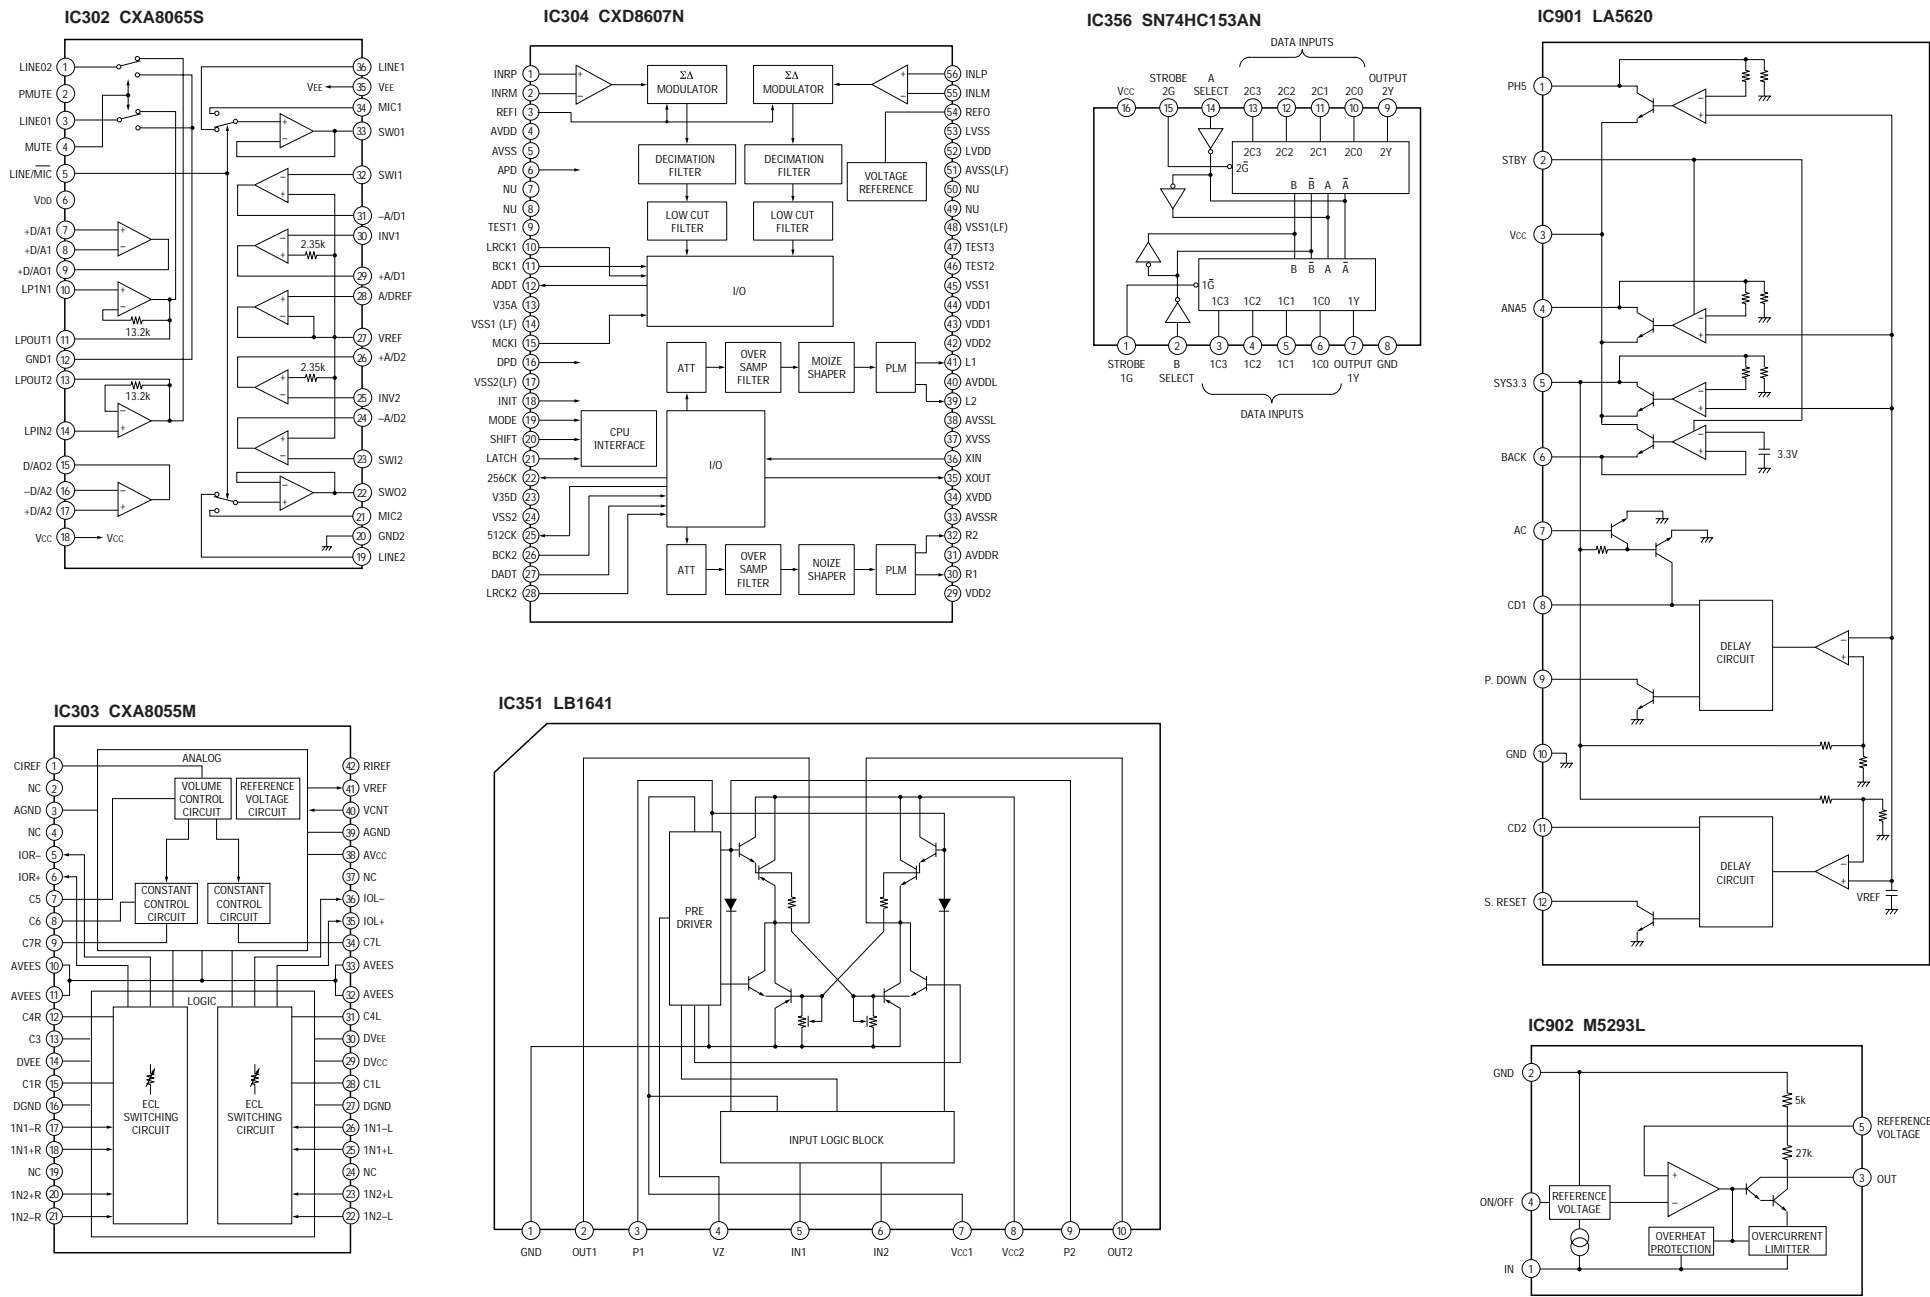 IC302 CXA8065S
LINE02 1
PMUTE 2
LINE01 3
MUTE 4
LINE/MIC 5
VDD 6
+D/A1 7
+D/A1 8
+D/AO1 9
LP1N1 10
LPOUT1 11
GND1 12
LPOUT2 13
LPIN2 14
D/AO2 15
–D/A2 16
+D/A2 17
VCC 18 VCC
13.2k
13.2k
36 LINE1
VEE 35 VEE
34 MIC1
33 SW01
32 SWI1
31 –A/D1
30 INV1
2.35k
29 +A/D1
28 A/DREF
27 VREF
26 +A/D2
2.35k
25 INV2
24 –A/D2
23 SWI2
22 SWO2
21 MIC2
20 GND2
19 LINE2
+ – + – + – + – + – + – + – + – + – + – + – + –
IC304 CXD8607N
INRP 1
INRM 2
REFI 3
AVDD 4
AVSS 5
APD 6
NU 7
NU 8
TEST1 9
LRCK1 10
BCK1 11
ADDT 12
V35A 13
VSS1 (LF) 14
MCKI 15
DPD 16
VSS2(LF) 17
INIT 18
MODE 19
SHIFT 20
LATCH 21
256CK 22
V35D 23
VSS2 24
512CK 25
BCK2 26
DADT 27
LRCK2 28
+ –
ΣΔ
MODULATOR
ΣΔ
MODULATOR
+ –
DECIMATION
FILTER
DECIMATION
FILTER
VOLTAGE
REFERENCE
LOW CUT
FILTER
LOW CUT
FILTER
I/O
ATT
OVER
SAMP
FILTER
MOIZE
SHAPER
PLM
CPU
INTERFACE
I/O
ATT
OVER
SAMP
FILTER
NOIZE
SHAPER
PLM
56 INLP
55 INLM
54 REFO
53 LVSS
52 LVDD
51 AVSS(LF)
50 NU
49 NU
48 VSS1(LF)
47 TEST3
46 TEST2
45 VSS1
44 VDD1
43 VDD1
42 VDD2
41 L1
40 AVDDL
39 L2
38 AVSSL
37 XVSS
36 XIN
35 XOUT
34 XVDD
33 AVSSR
32 R2
31 AVDDR
30 R1
29 VDD2
IC356 SN74HC153AN
DATA INPUTS
VCC
STROBE
2G
A
SELECT
2C3 2C2 2C1 2C0
OUTPUT
2Y
16 15 14 13 12 11 10 9
2C3 2C2 2C1 2C0 2Y
2G̅
B B̅ A A̅
B B̅ A A̅
1G̅
1C3 1C2 1C1 1C0 1Y
1 2 3 4 5 6 7 8
STROBE
1G
B
SELECT
1C3 1C2 1C1 1C0
OUTPUT
1Y
GND
DATA INPUTS
IC901 LA5620
PH5 1
STBY 2
VCC 3
ANA5 4
SYS3.3 5
BACK 6
3.3V
AC 7
CD1 8
DELAY
CIRCUIT
P. DOWN 9
GND 10
CD2 11
DELAY
CIRCUIT
S. RESET 12
VREF
– + – + – + – + – + – +
IC303 CXA8055M
CIREF 1
NC 2
AGND 3
NC 4
IOR– 5
IOR+ 6
C5 7
C6 8
C7R 9
AVEES 10
AVEES 11
C4R 12
C3 13
DVEE 14
C1R 15
DGND 16
1N1–R 17
1N1+R 18
NC 19
1N2+R 20
1N2–R 21
ANALOG
VOLUME
CONTROL
CIRCUIT
REFERENCE
VOLTAGE
CIRCUIT
CONSTANT
CONTROL
CIRCUIT
CONSTANT
CONTROL
CIRCUIT
LOGIC
ECL
SWITCHING
CIRCUIT
ECL
SWITCHING
CIRCUIT
42 RIREF
41 VREF
40 VCNT
39 AGND
38 AVCC
37 NC
36 IOL–
35 IOL+
34 C7L
33 AVEES
32 AVEES
31 C4L
30 DVEE
29 DVCC
28 C1L
27 DGND
26 1N1–L
25 1N1+L
24 NC
23 1N2+L
22 1N2–L
IC351 LB1641
PRE
DRIVER
INPUT LOGIC BLOCK
1 2 3 4 5 6 7 8 9 10
GND OUT1 P1 VZ IN1 IN2 VCC1 VCC2 P2 OUT2
IC902 M5293L
GND 2
5k
5 REFERENCE
VOLTAGE
27k
3 OUT
+
–
ON/OFF 4
REFERENCE
VOLTAGE
OVERHEAT
PROTECTION
OVERCURRENT
LIMITTER
IN 1